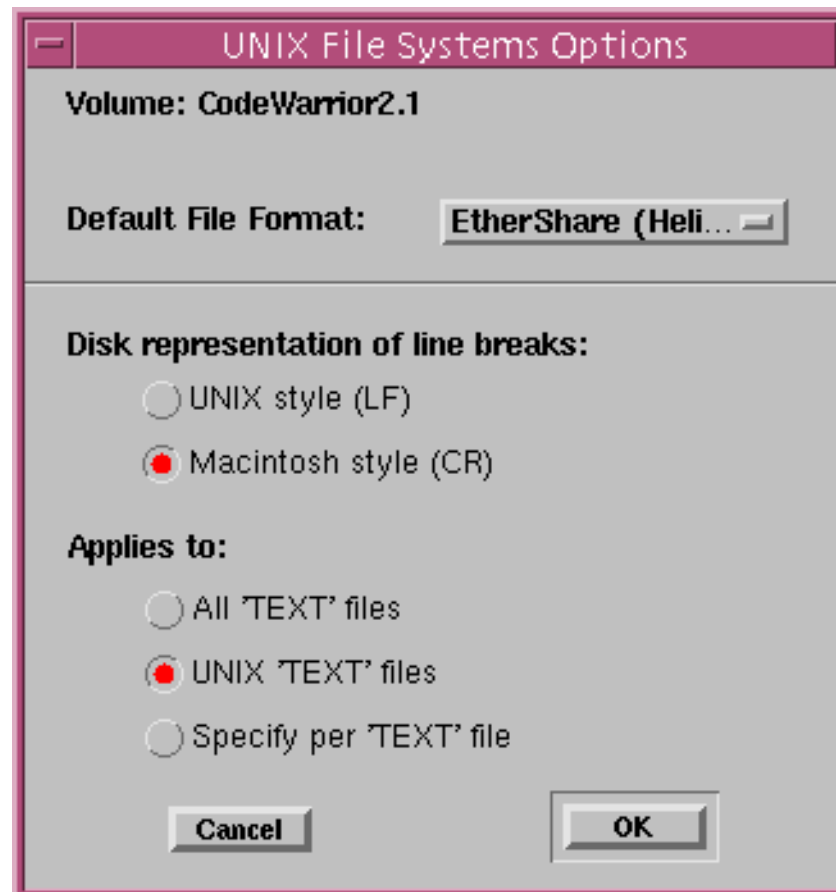 UNIX File Systems Options
Volume: CodeWarrior2.1
Default File Format: EtherShare (Heli...
Disk representation of line breaks:
UNIX style (LF)
Macintosh style (CR)
Applies to:
All 'TEXT' files
UNIX 'TEXT' files
Specify per 'TEXT' file
Cancel OK